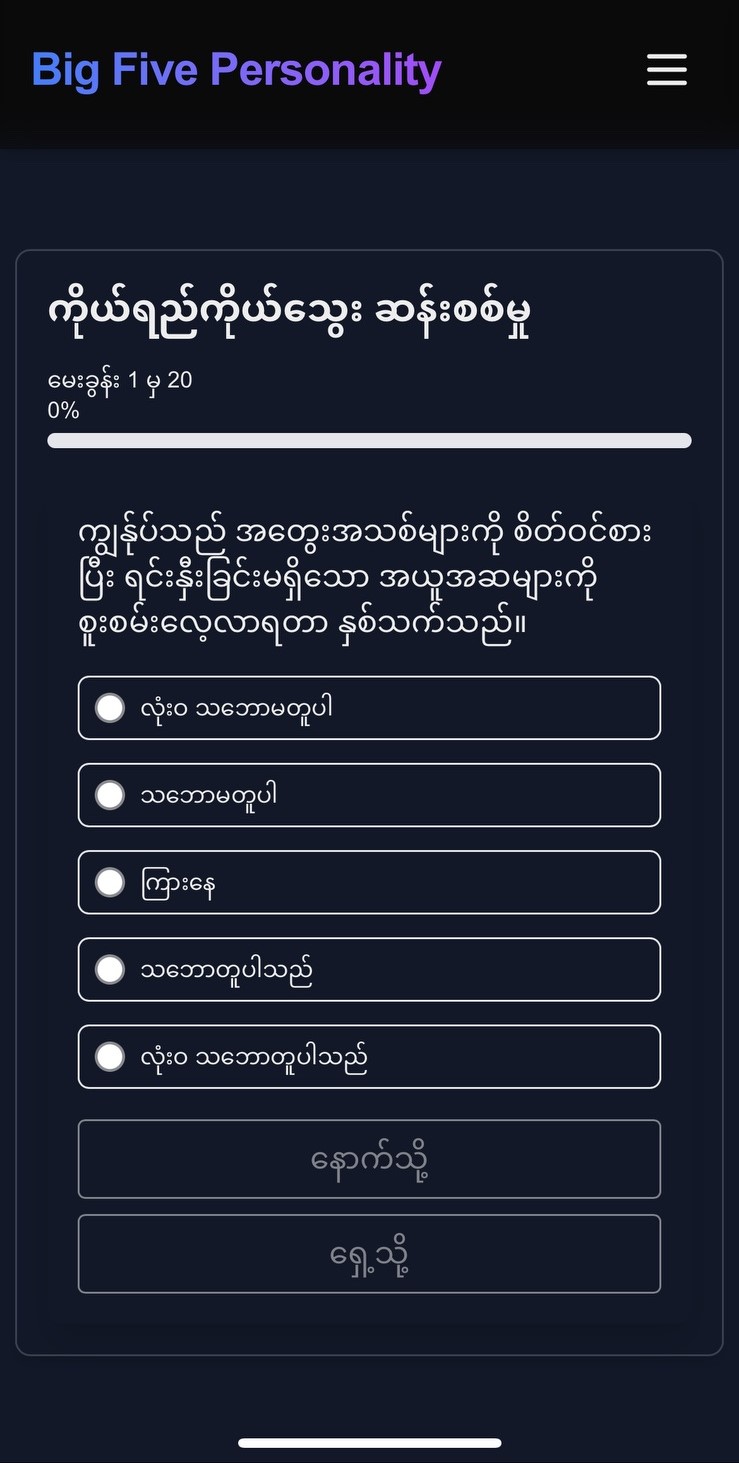 Big Five Personality
ကိုယ်ရည်ကိုယ်သွေး ဆန်းစစ်မှု
မေးခွန်း 1 မှ 20
0%
ကျွန်ုပ်သည် အတွေးအသစ်များကို စိတ်ဝင်စား
ပြီး ရင်းနှီးခြင်းမရှိသော အယူအဆများကို
စူးစမ်းလေ့လာရတာ နှစ်သက်သည်။
လုံးဝ သဘောမတူပါ
သဘောမတူပါ
ကြားနေ
သဘောတူပါသည်
လုံးဝ သဘောတူပါသည်
နောက်သို့
ရှေ့သို့